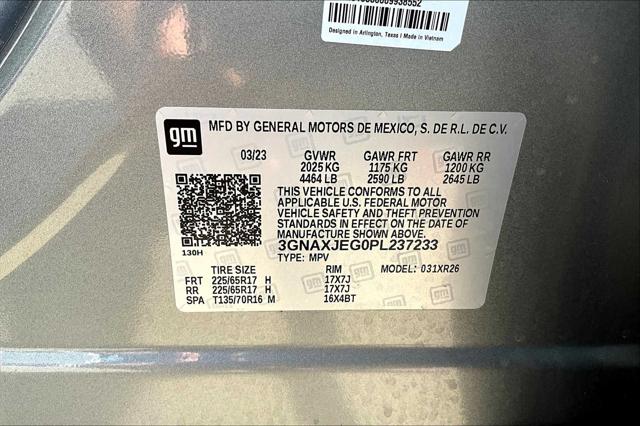 Designed in Arlington, Texas I Made in Vietnam
gm
MFD BY GENERAL MOTORS DE MEXICO, S. DE R.L. DE C.V.
03/23 GVWR GAWR FRT GAWR RR
2025 KG 1175 KG 1200 KG
4464 LB 2590 LB 2645 LB
THIS VEHICLE CONFORMS TO ALL
APPLICABLE U.S. FEDERAL MOTOR
VEHICLE SAFETY AND THEFT PREVENTION
STANDARDS IN EFFECT ON THE DATE OF
MANUFACTURE SHOWN ABOVE.
130H 3GNAXJEG0PL237233
TYPE: MPV
TIRE SIZE RIM MODEL: 031XR26
FRT 225/65R17 H 17X7J
RR 225/65R17 H 17X7J
SPA T135/70R16 M 16X4BT